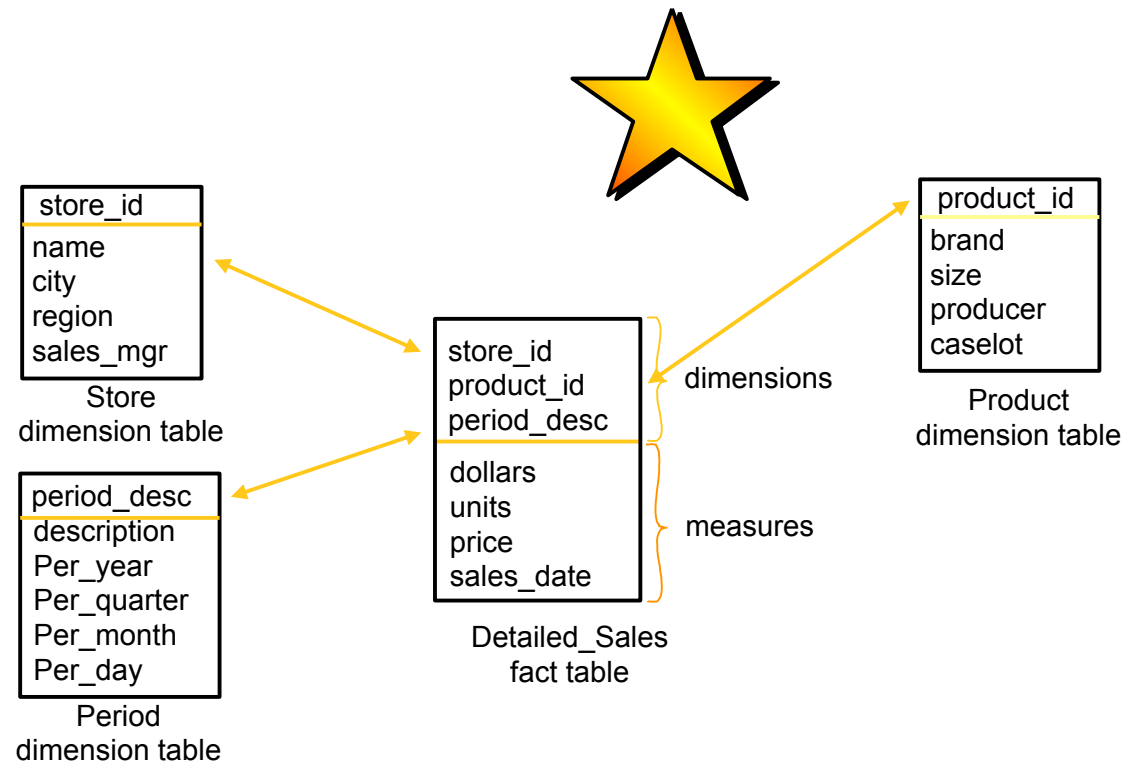 store_id
name
city
region
sales_mgr
Store
dimension table
period_desc
description
Per_year
Per_quarter
Per_month
Per_day
Period
dimension table
store_id
product_id
period_desc
dollars
units
price
sales_date
Detailed_Sales
fact table
dimensions
measures
product_id
brand
size
producer
caselot
Product
dimension table